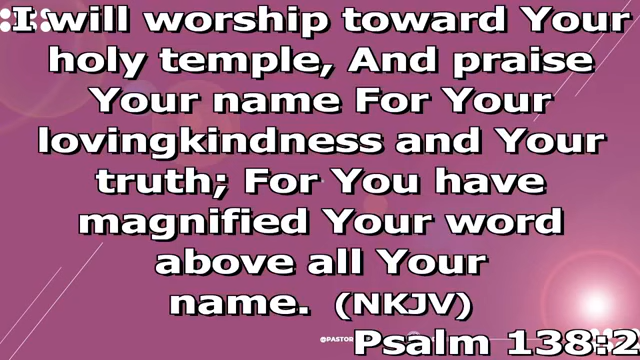 I will worship toward Your
holy temple, And praise
Your name For Your
lovingkindness and Your
truth; For You have
magnified Your word
above all Your
name. (NKJV)
@PASTOR
Psalm 138:2